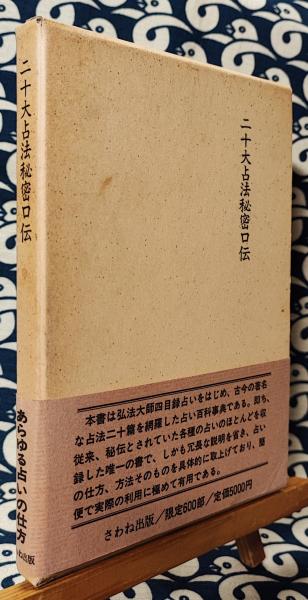 二十大占法秘密口伝
二十大占法秘密口伝
本書は弘法大師四目録占いをはじめ、古今の著名
な占法二十篇を網羅した占い百科事典である。即ち、
従来、秘伝とされていた各種の占いのほとんどを収
録した唯一の書で、しかも冗長な説明を省き、占い
の仕方、方法そのものを具体的に取上げており、簡
便で実際の利用に極めて有用である。
さわね出版/限定600部/定価5000円
あらゆる占いの仕方
さわね出版